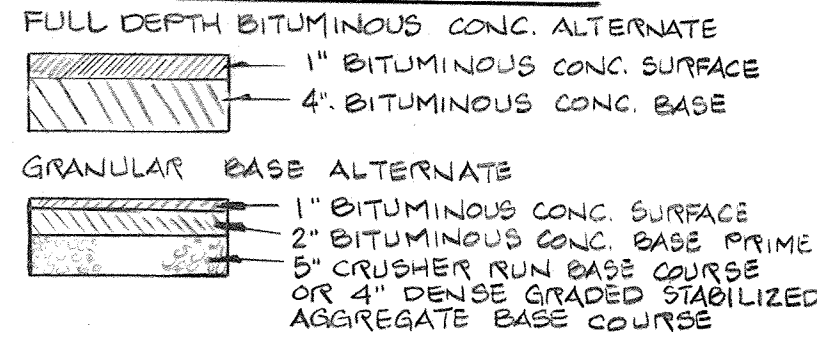 FULL DEPTH BITUMINOUS CONC. ALTERNATE
1" BITUMINOUS CONC. SURFACE
4". BITUMINOUS CONC. BASE
GRANULAR BASE ALTERNATE
1" BITUMINOUS CONC. SURFACE
2" BITUMINOUS CONC. BASE PRIME
5" CRUSHER RUN BASE COURSE
OR 4" DENSE GRADED STABILIZED
AGGREGATE BASE COURSE